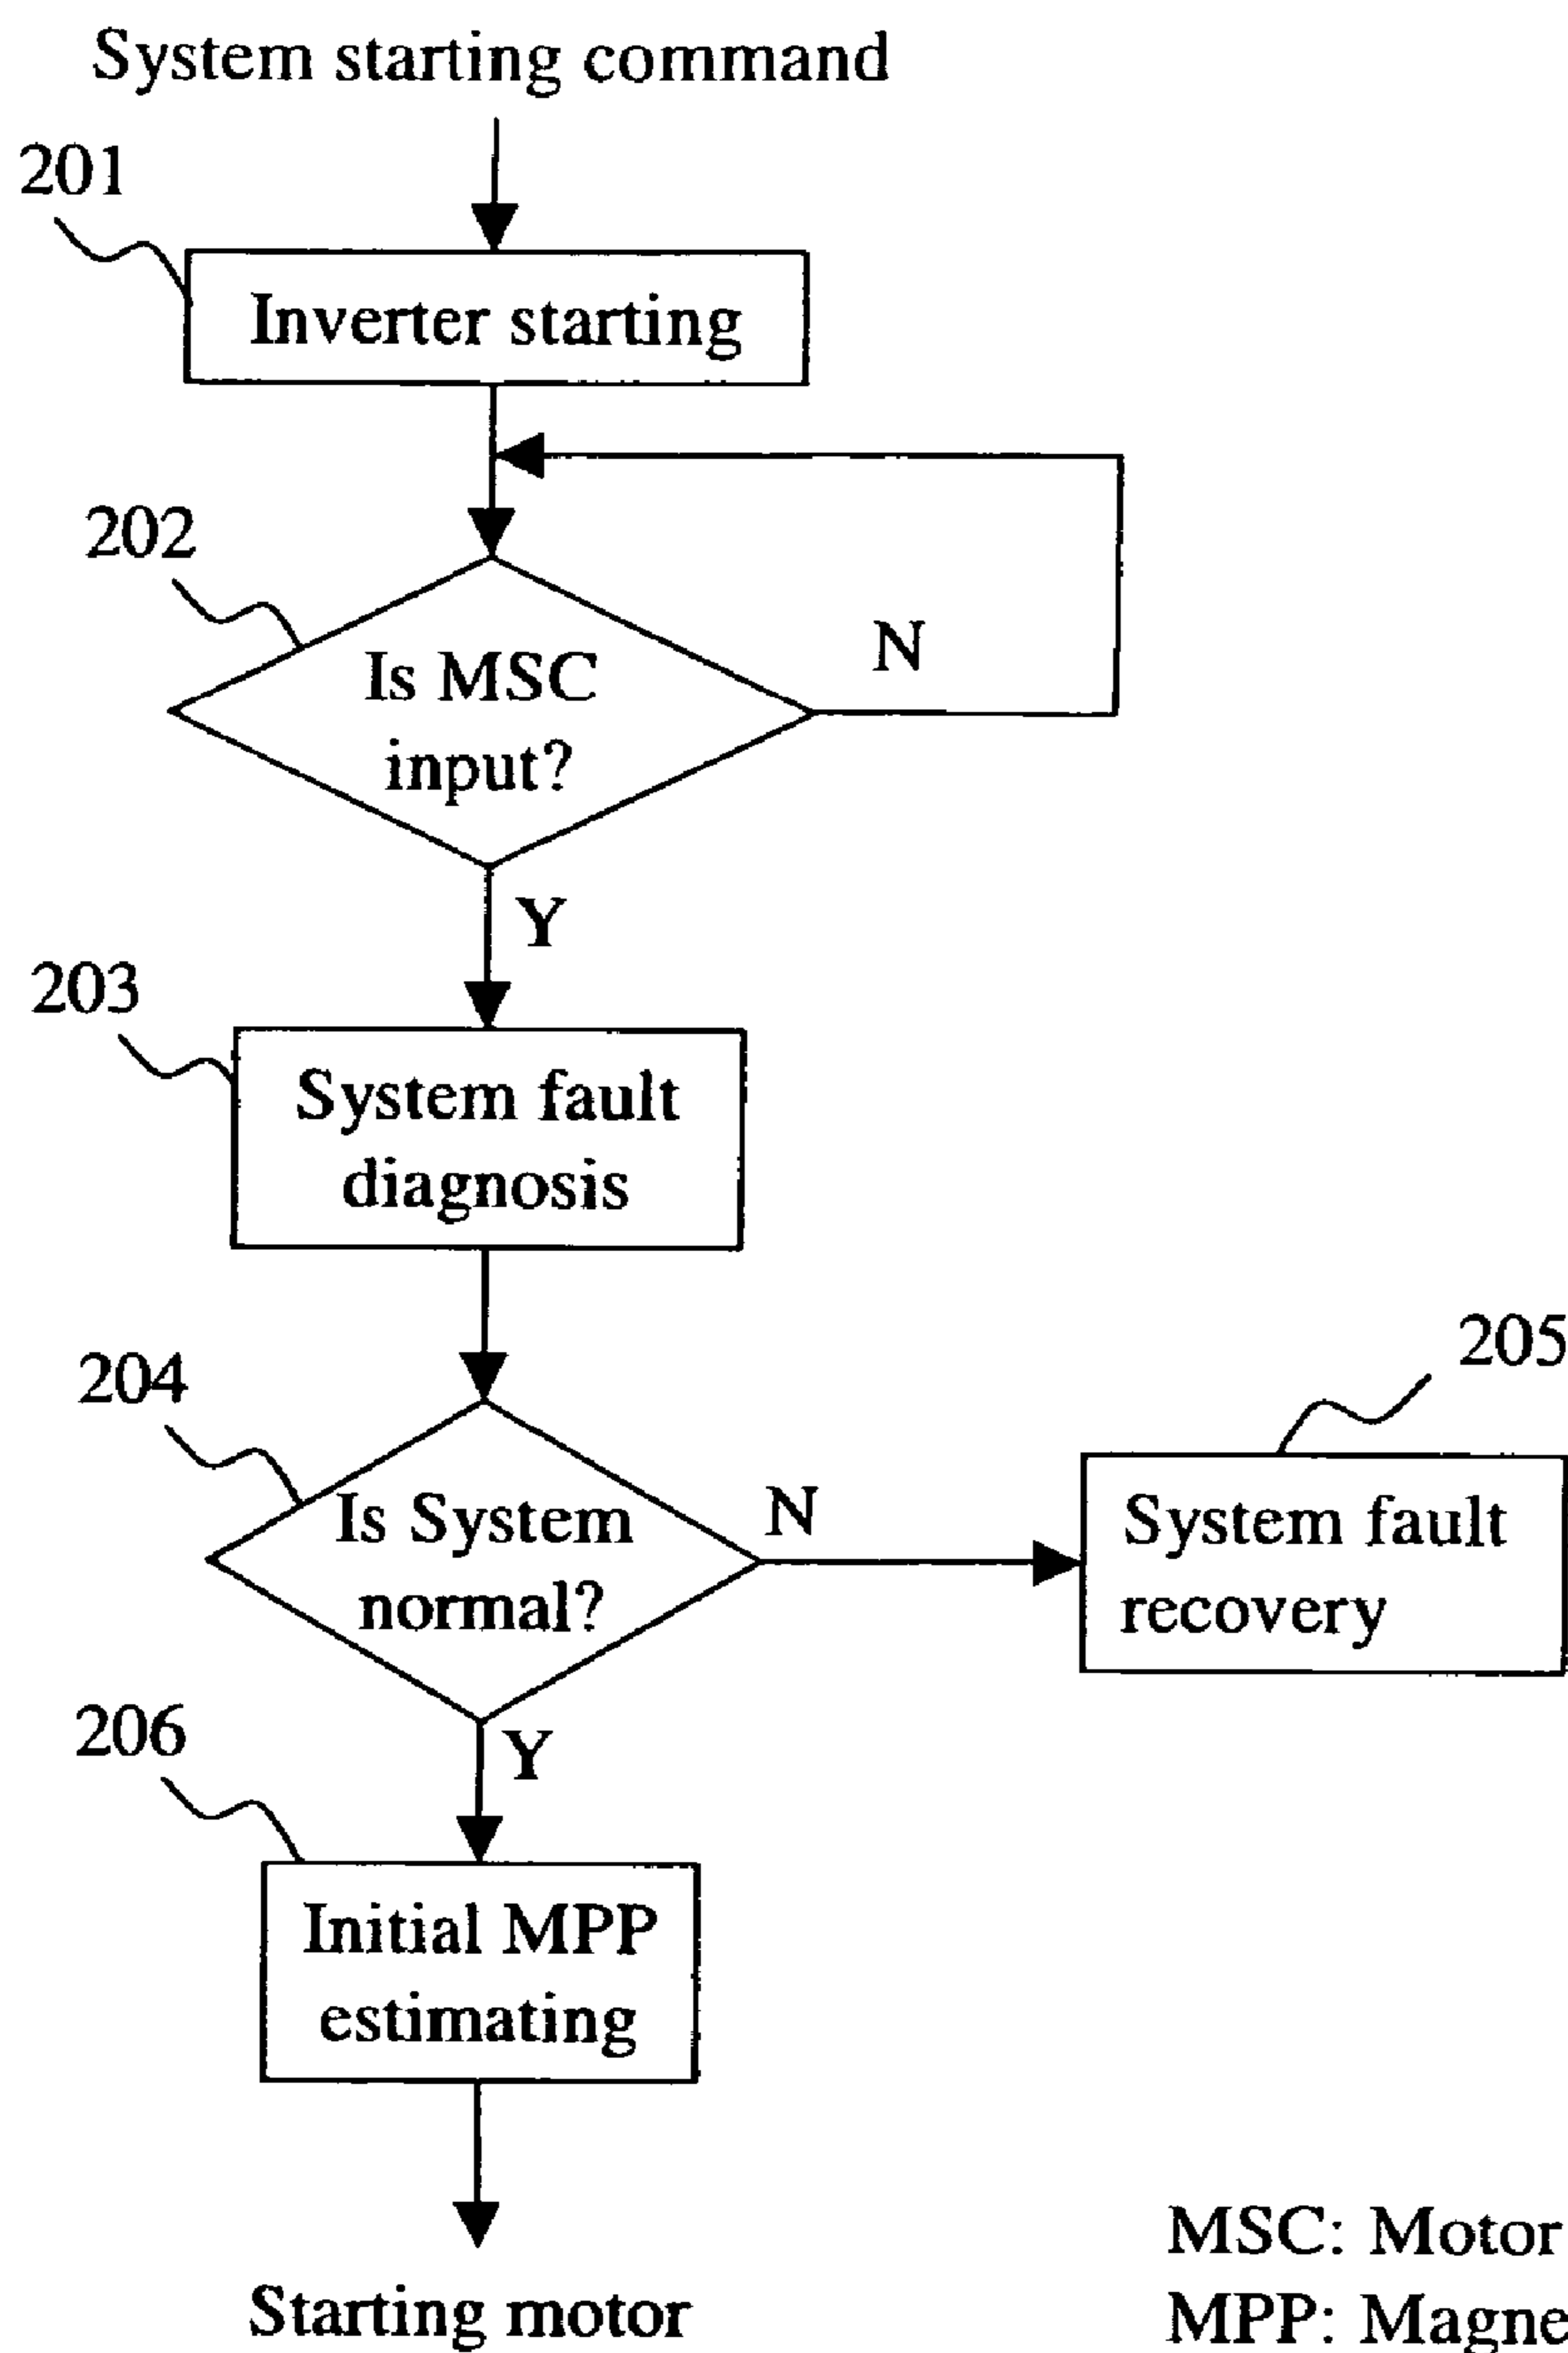 System starting command
201
Inverter starting
202
Is MSC
input?
N
Y
203
System fault
diagnosis
204
205
Is System
normal?
N
System fault
recovery
Y
206
Initial MPP
estimating
Starting motor
MSC: Motor
MPP: